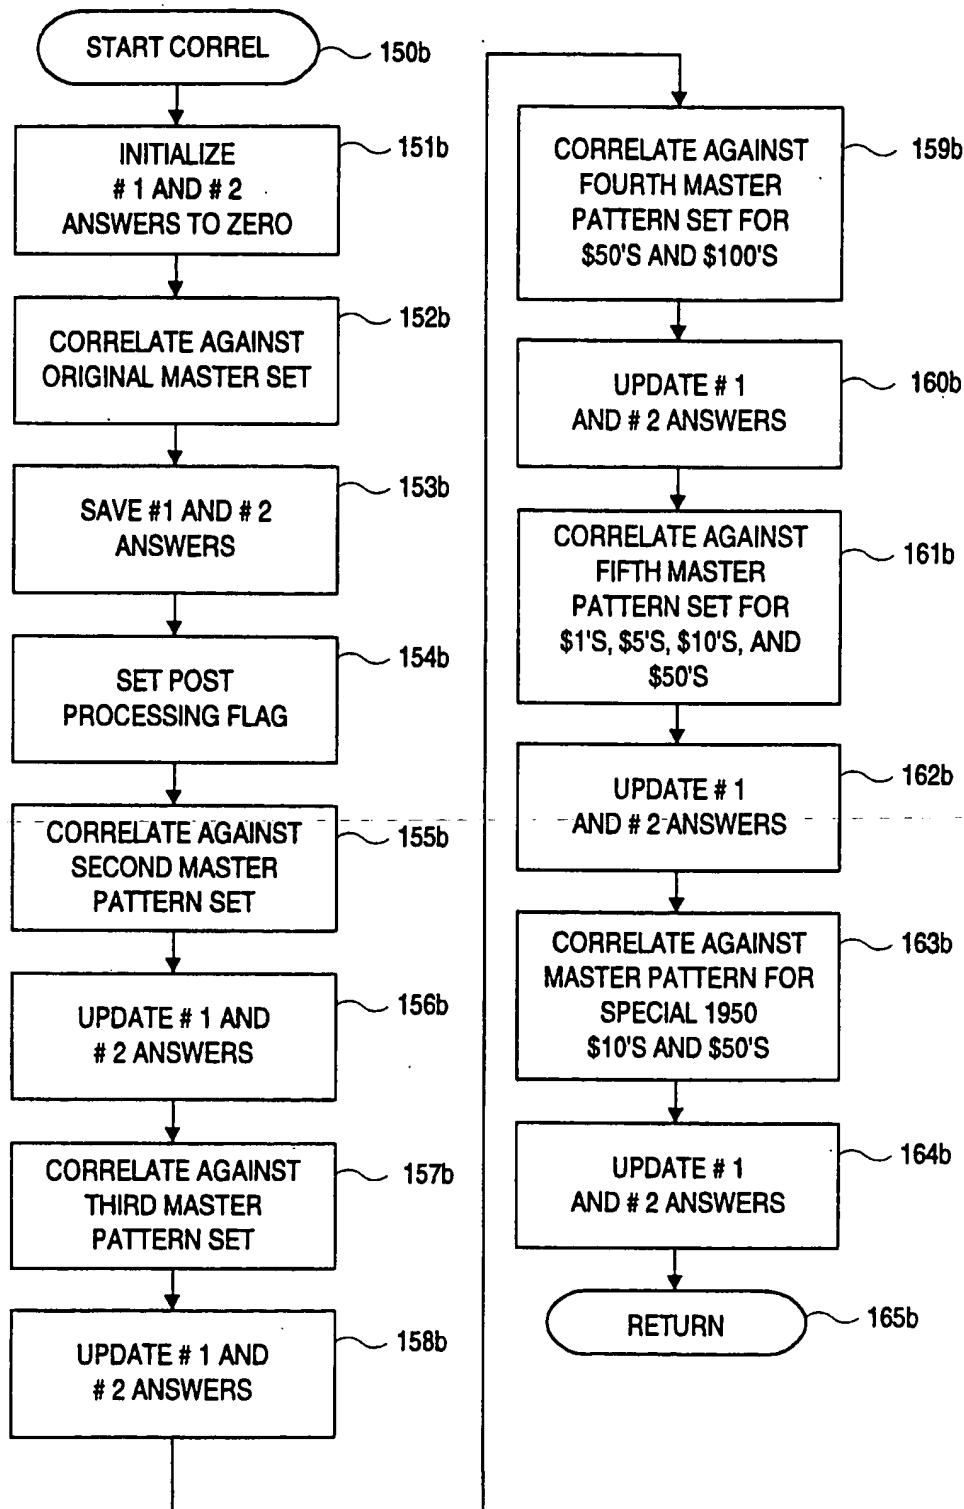 START CORREL
150b
INITIALIZE
# 1 AND # 2
ANSWERS TO ZERO
151b
CORRELATE AGAINST
ORIGINAL MASTER SET
152b
SAVE #1 AND # 2
ANSWERS
153b
SET POST
PROCESSING FLAG
154b
CORRELATE AGAINST
SECOND MASTER
PATTERN SET
155b
UPDATE # 1 AND
# 2 ANSWERS
156b
CORRELATE AGAINST
THIRD MASTER
PATTERN SET
157b
UPDATE # 1 AND
# 2 ANSWERS
158b
CORRELATE AGAINST
FOURTH MASTER
PATTERN SET FOR
$50'S AND $100'S
159b
UPDATE # 1
AND # 2 ANSWERS
160b
CORRELATE AGAINST
FIFTH MASTER
PATTERN SET FOR
$1'S, $5'S, $10'S, AND
$50'S
161b
UPDATE # 1
AND # 2 ANSWERS
162b
CORRELATE AGAINST
MASTER PATTERN FOR
SPECIAL 1950
$10'S AND $50'S
163b
UPDATE # 1
AND # 2 ANSWERS
164b
RETURN
165b